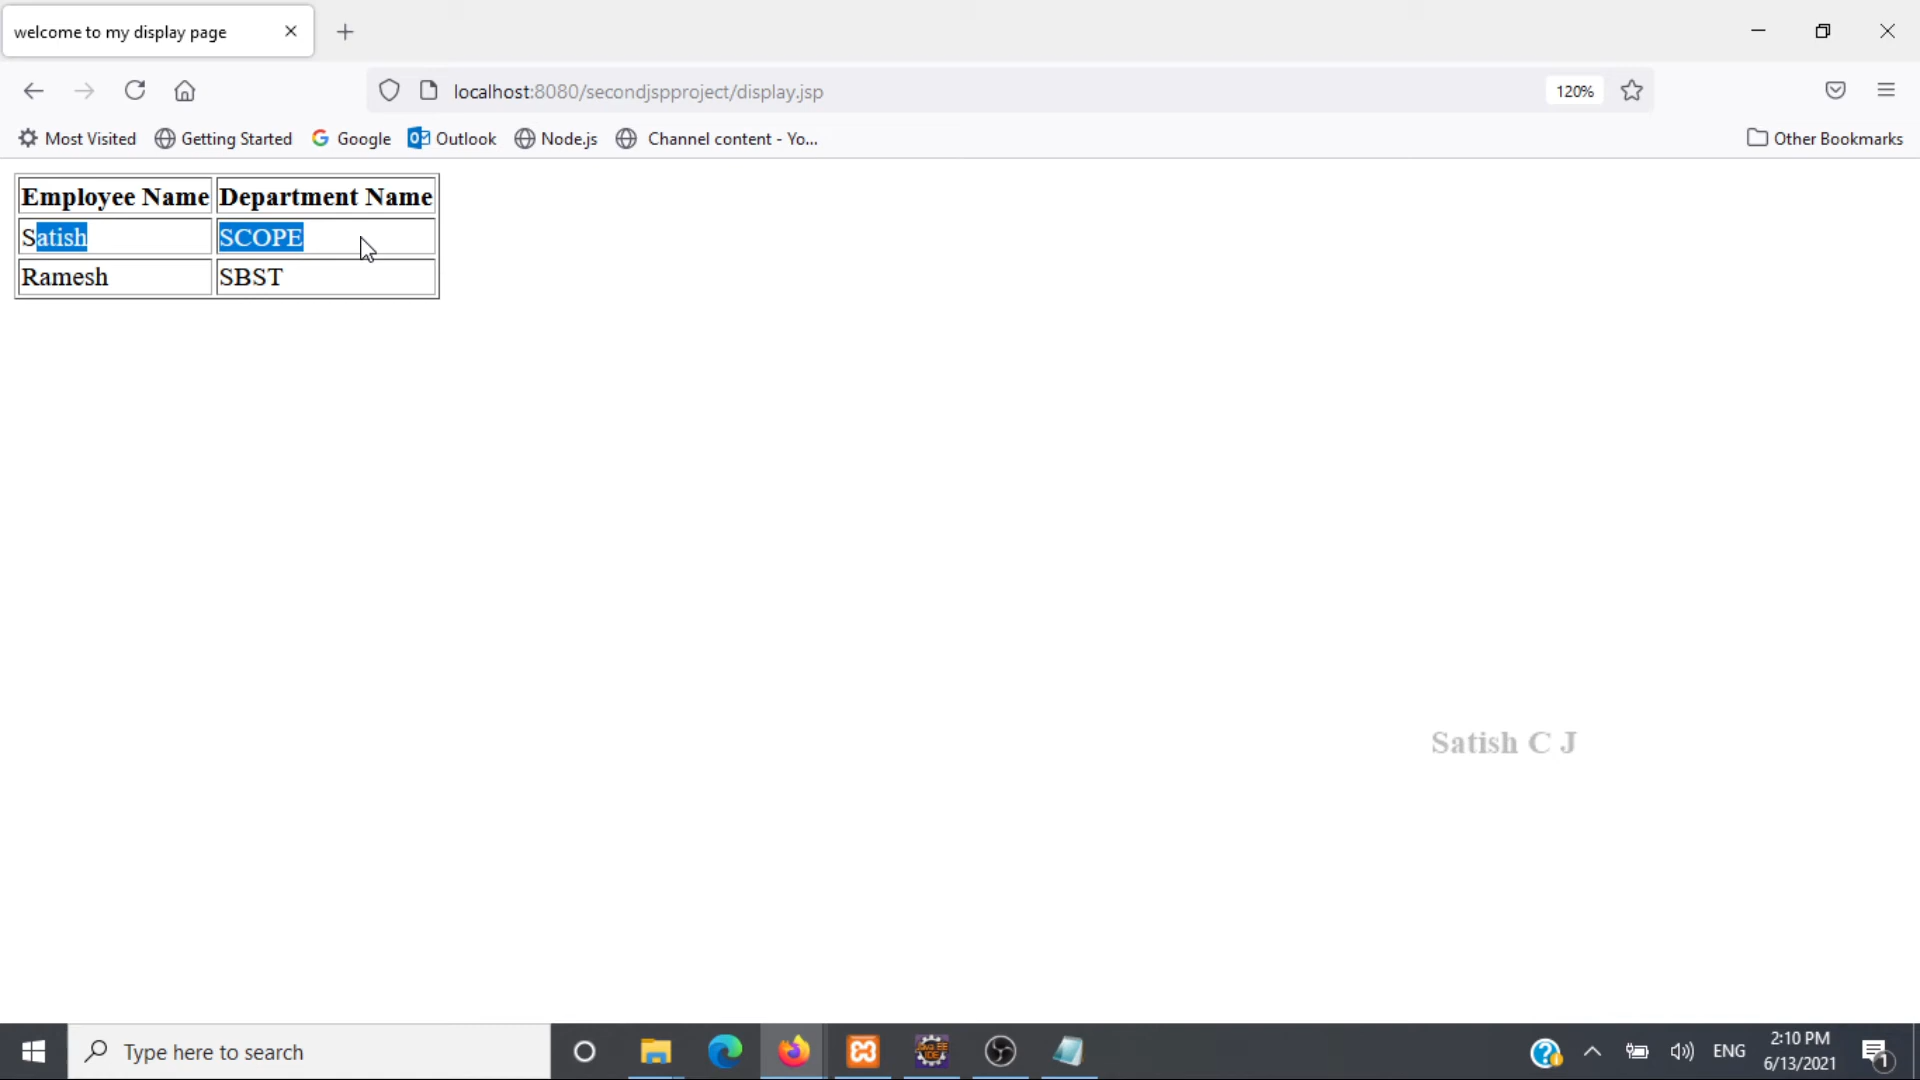 welcome to my display page
localhost:8080/secondjspproject/display.jsp
120%
Most Visited
Getting Started
Google
Outlook
Node.js
Channel content - Yo...
Other Bookmarks
Employee Name Department Name
Satish SCOPE
Ramesh SBST
Satish C J
Type here to search
ENG
2:10 PM
6/13/2021
1